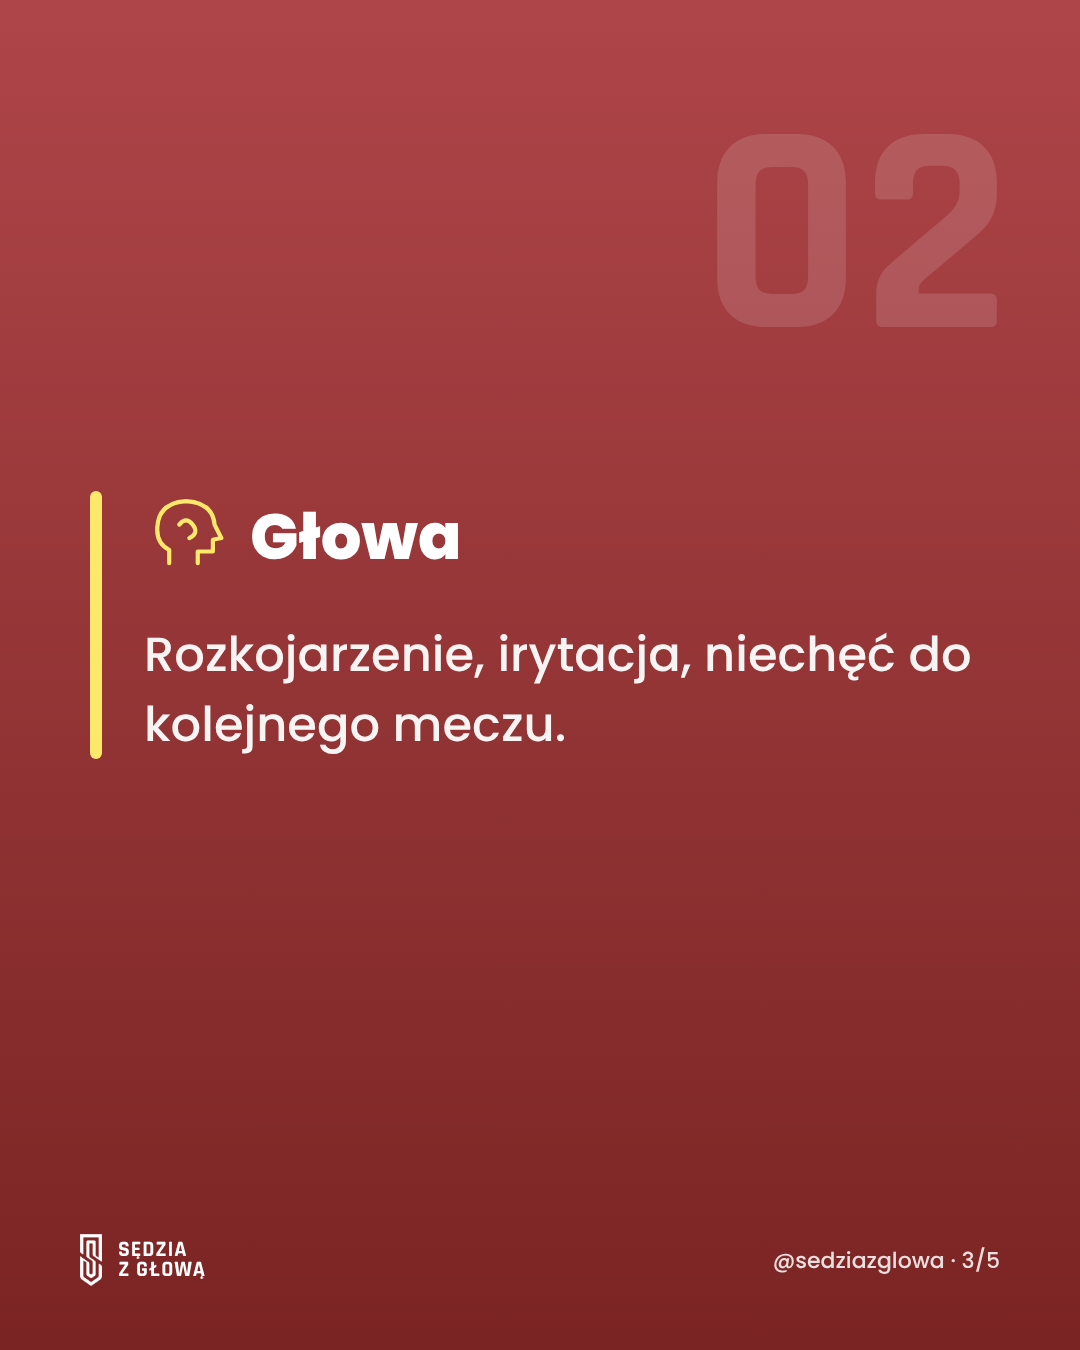 02
Głowa
Rozkojarzenie, irytacja, niechęć do
kolejnego meczu.
SĘDZIA
Z GŁOWĄ
@sedziazglowa · 3/5